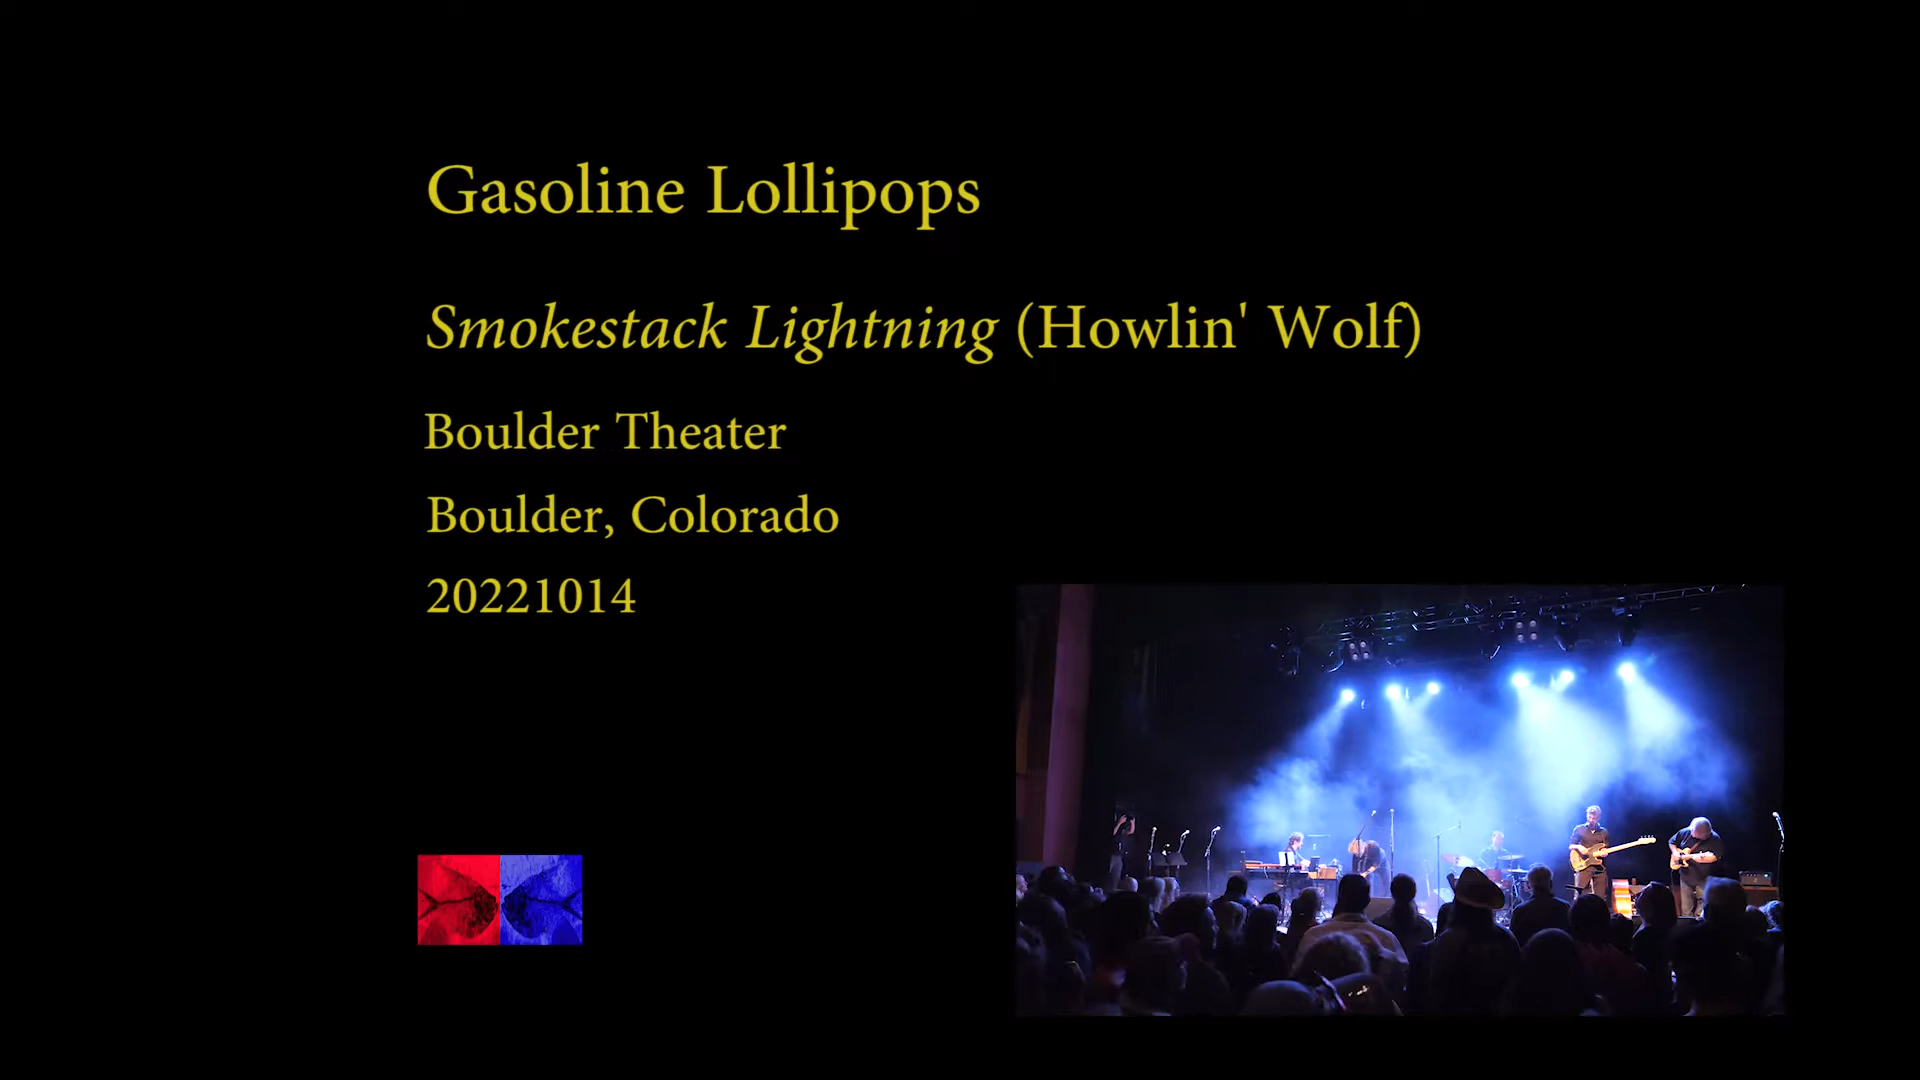 Gasoline Lollipops
Smokestack Lightning (Howlin' Wolf)
Boulder Theater
Boulder, Colorado
20221014